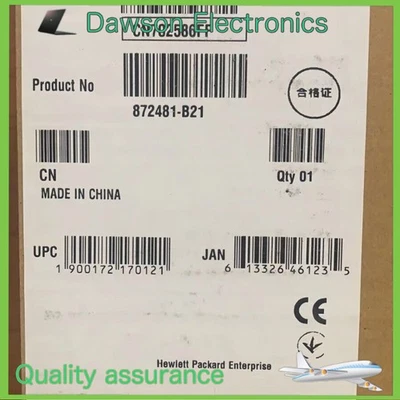 Dawson Electronics
Product No
872481-B21
合格证
CN
Qty 01
MADE IN CHINA
UPC
1 900172 170121
JAN
6 13326 46123 5
CE
Hewlett Packard Enterprise
Quality assurance